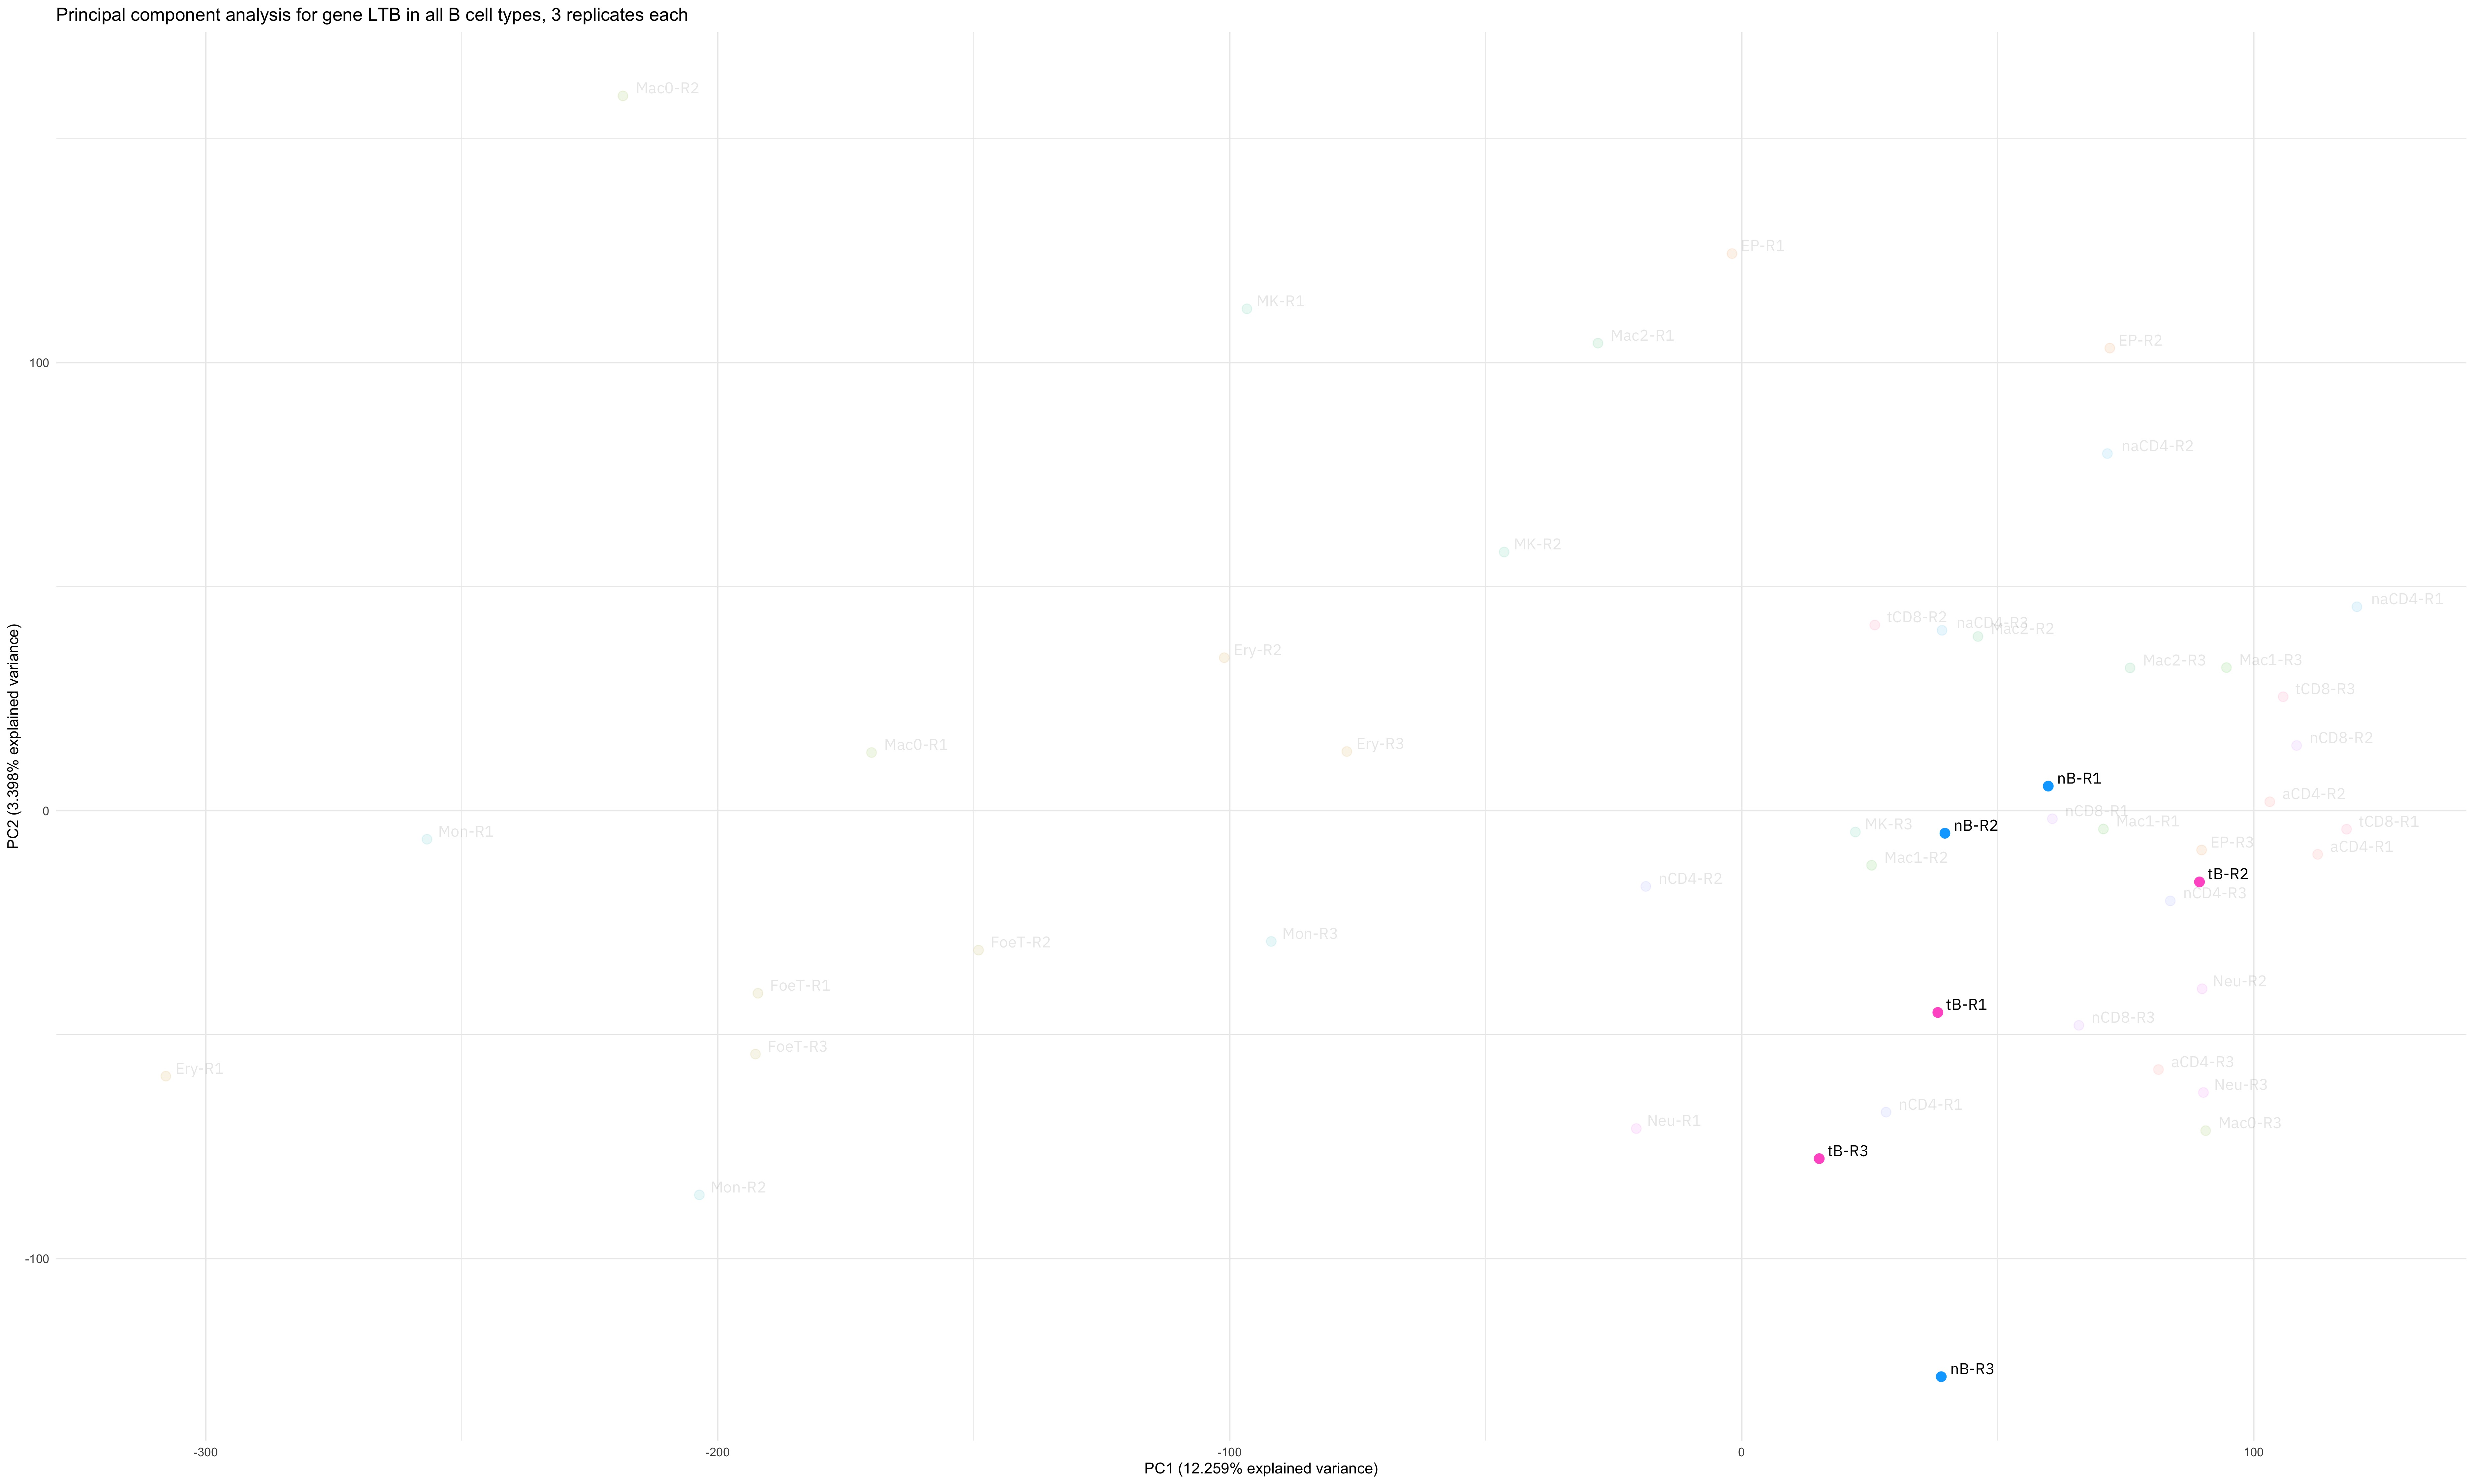 Principal component analysis for gene LTB in all B cell types, 3 replicates each
Mac0-R2
EP-R1
MK-R1
Mac2-R1
EP-R2
100
naCD4-R2
MK-R2
naCD4-R1
tCD8-R2
naCD4-R3
Mac2-R2
Ery-R2
Mac2-R3
Mac1-R3
tCD8-R3
nCD8-R2
Mac0-R1
Ery-R3
nB-R1
aCD4-R2
0
nCD8-R1
Mac1-R1
tCD8-R1
MK-R3
nB-R2
Mon-R1
EP-R3
aCD4-R1
Mac1-R2
tB-R2
nCD4-R2
nCD4-R3
Mon-R3
FoeT-R2
Neu-R2
FoeT-R1
tB-R1
nCD8-R3
FoeT-R3
aCD4-R3
Ery-R1
Neu-R3
nCD4-R1
Neu-R1
Mac0-R3
tB-R3
Mon-R2
-100
nB-R3
PC2 (3.398% explained variance)
-300
-200
-100
0
100
PC1 (12.259% explained variance)